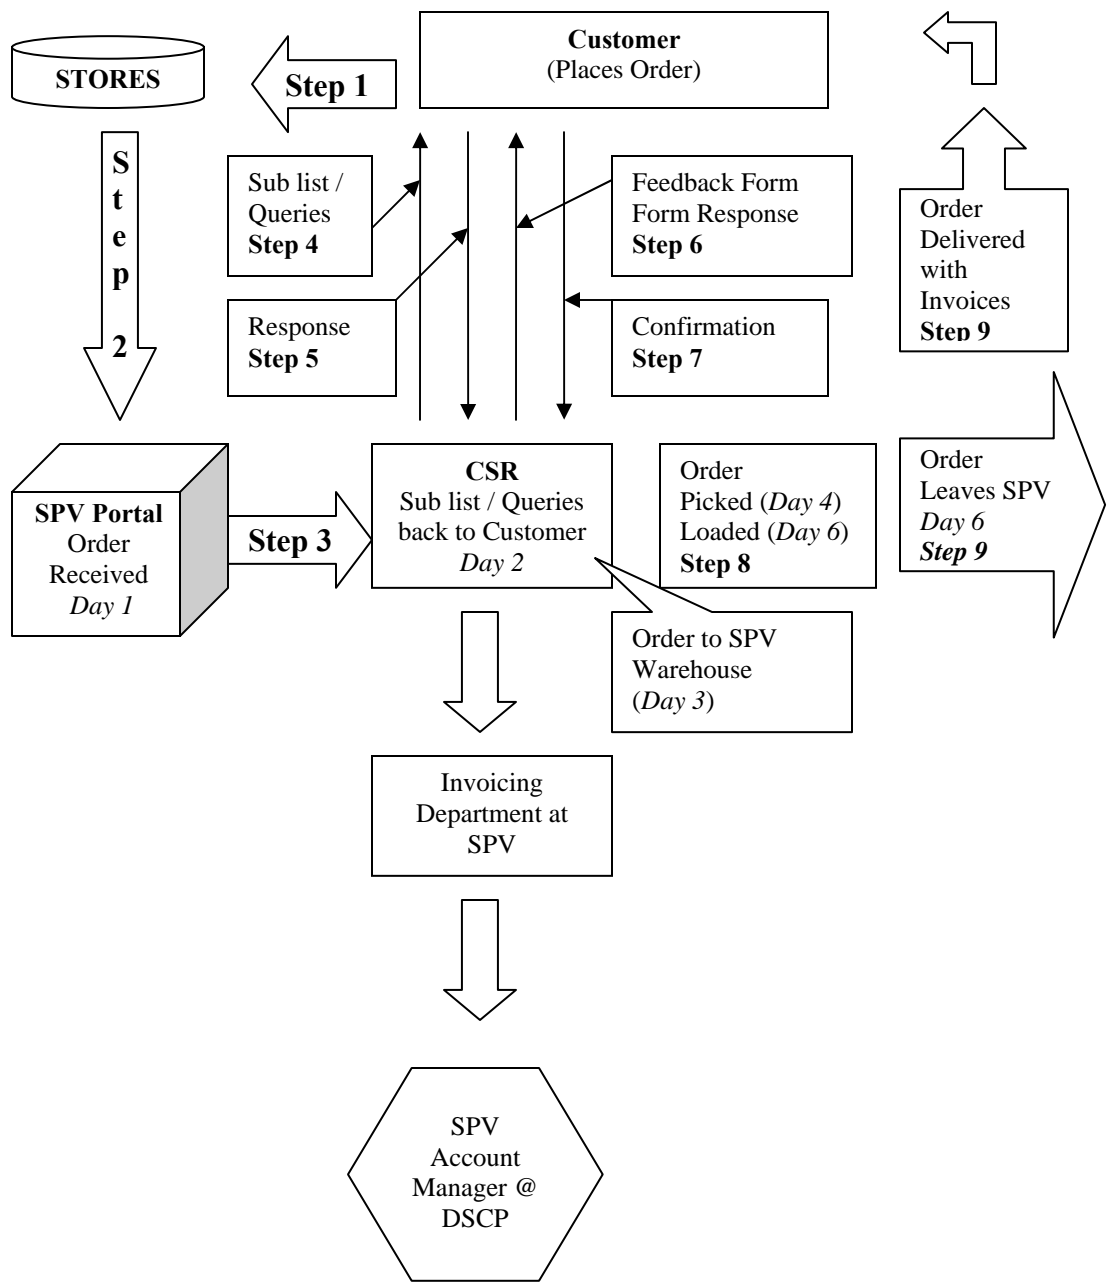 STORES
Step 1
Customer
(Places Order)
Step 2
Sub list /
Queries
Step 4
Response
Step 5
Feedback Form
Form Response
Step 6
Confirmation
Step 7
Order
Delivered
with
Invoices
Step 9
SPV Portal
Order
Received
Day 1
Step 3
CSR
Sub list / Queries
back to Customer
Day 2
Order
Picked (Day 4)
Loaded (Day 6)
Step 8
Order
Leaves SPV
Day 6
Step 9
Order to SPV
Warehouse
(Day 3)
Invoicing
Department at
SPV
SPV
Account
Manager @
DSCP